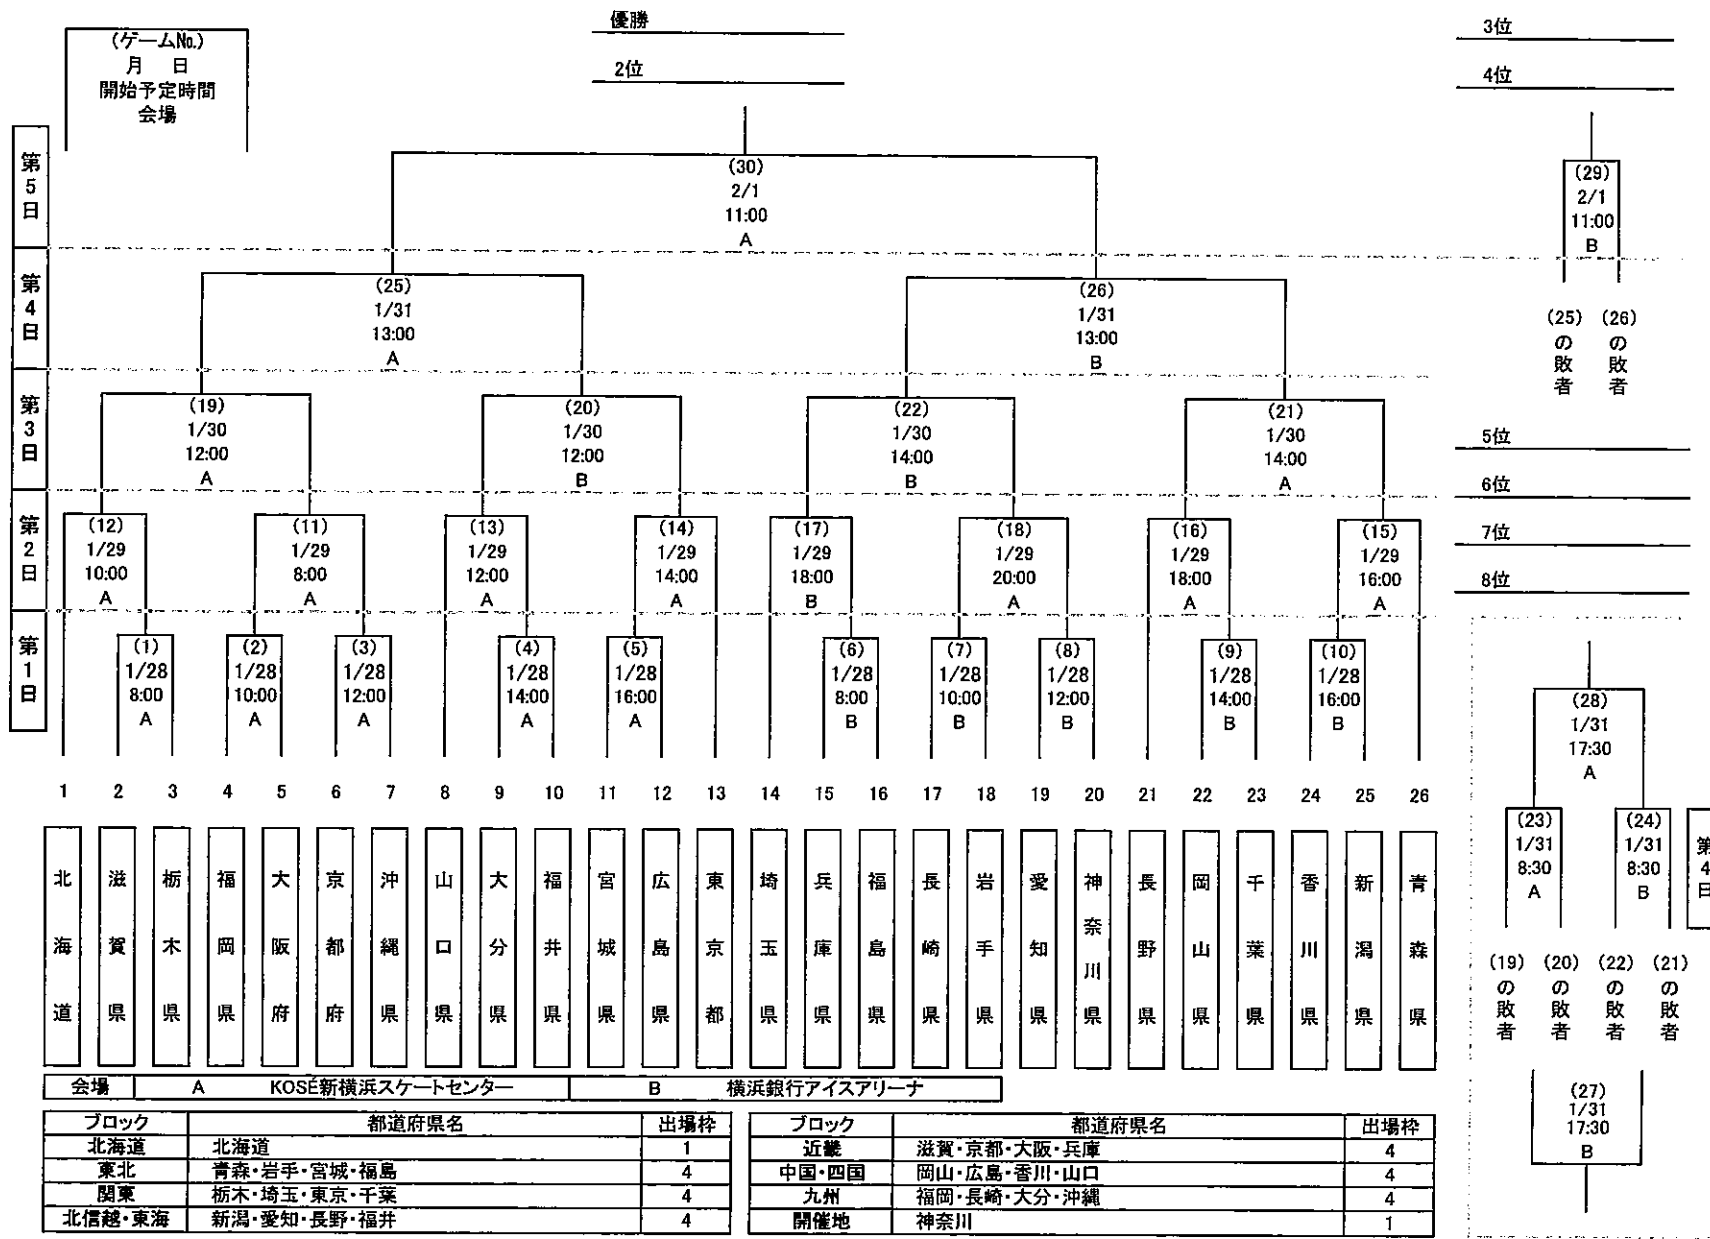 (ゲームNo.)
月 日
開始予定時間
会場
優勝
2位
3位
4位
第5日
(30)
2/1
11:00
A
(29)
2/1
11:00
B
(25)の敗者
(26)の敗者
第4日
(25)
1/31
13:00
A
(26)
1/31
13:00
B
第3日
(19)
1/30
12:00
A
(20)
1/30
12:00
B
(22)
1/30
14:00
B
(21)
1/30
14:00
A
5位
6位
7位
8位
第2日
(12)
1/29
10:00
A
(11)
1/29
8:00
A
(13)
1/29
12:00
A
(14)
1/29
14:00
A
(17)
1/29
18:00
B
(18)
1/29
20:00
A
(16)
1/29
18:00
A
(15)
1/29
16:00
A
第1日
(1)
1/28
8:00
A
(2)
1/28
10:00
A
(3)
1/28
12:00
A
(4)
1/28
14:00
A
(5)
1/28
16:00
A
(6)
1/28
8:00
B
(7)
1/28
10:00
B
(8)
1/28
12:00
B
(9)
1/28
14:00
B
(10)
1/28
16:00
B
1 2 3 4 5 6 7 8 9 10 11 12 13 14 15 16 17 18 19 20 21 22 23 24 25 26
北海道
滋賀県
栃木県
福岡県
大阪府
京都府
沖縄県
山口県
大分県
福井県
宮城県
広島県
東京都
埼玉県
兵庫県
福島県
長崎県
岩手県
愛知県
神奈川県
長野県
岡山県
千葉県
香川県
新潟県
青森県
(28)
1/31
17:30
A
(23)
1/31
8:30
A
(24)
1/31
8:30
B
第4日
(19)の敗者
(20)の敗者
(22)の敗者
(21)の敗者
(27)
1/31
17:30
B
会場 A KOSÉ新横浜スケートセンター B 横浜銀行アイスアリーナ
ブロック 都道府県名 出場枠
北海道 北海道 1
東北 青森・岩手・宮城・福島 4
関東 栃木・埼玉・東京・千葉 4
北信越・東海 新潟・愛知・長野・福井 4
ブロック 都道府県名 出場枠
近畿 滋賀・京都・大阪・兵庫 4
中国・四国 岡山・広島・香川・山口 4
九州 福岡・長崎・大分・沖縄 4
開催地 神奈川 1